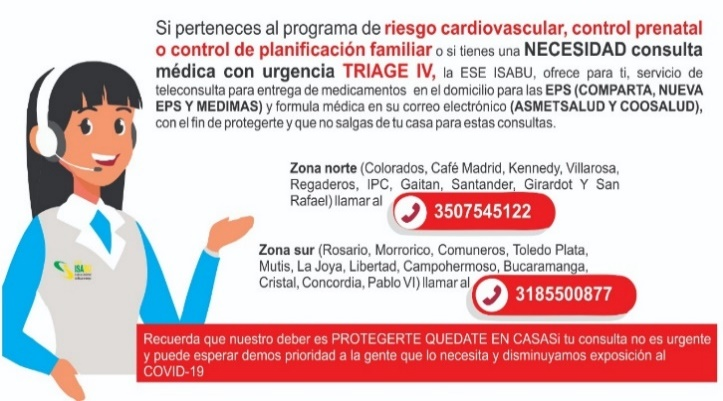 Si perteneces al programa de riesgo cardiovascular, control prenatal
o control de planificación familiar o si tienes una NECESIDAD consulta
médica con urgencia TRIAGE IV, la ESE ISABU, ofrece para ti, servicio de
teleconsulta para entrega de medicamentos en el domicilio para las EPS (COMPARTA, NUEVA
EPS Y MEDIMAS) y formula médica en su correo electrónico (ASMETSALUD Y COOSALUD),
con el fin de protegerte y que no salgas de tu casa para estas consultas.
Zona norte (Colorados, Café Madrid, Kennedy, Villarosa,
Regaderos, IPC, Gaitan, Santander, Girardot Y San
Rafael) llamar al 3507545122
Zona sur (Rosario, Morrorico, Comuneros, Toledo Plata,
Mutis, La Joya, Libertad, Campohermoso, Bucaramanga,
Cristal, Concordia, Pablo VI) llamar al 3185500877
ISABU
Recuerda que nuestro deber es PROTEGERTE QUEDATE EN CASASi tu consulta no es urgente
y puede esperar demos prioridad a la gente que lo necesita y disminuyamos exposición al
COVID-19